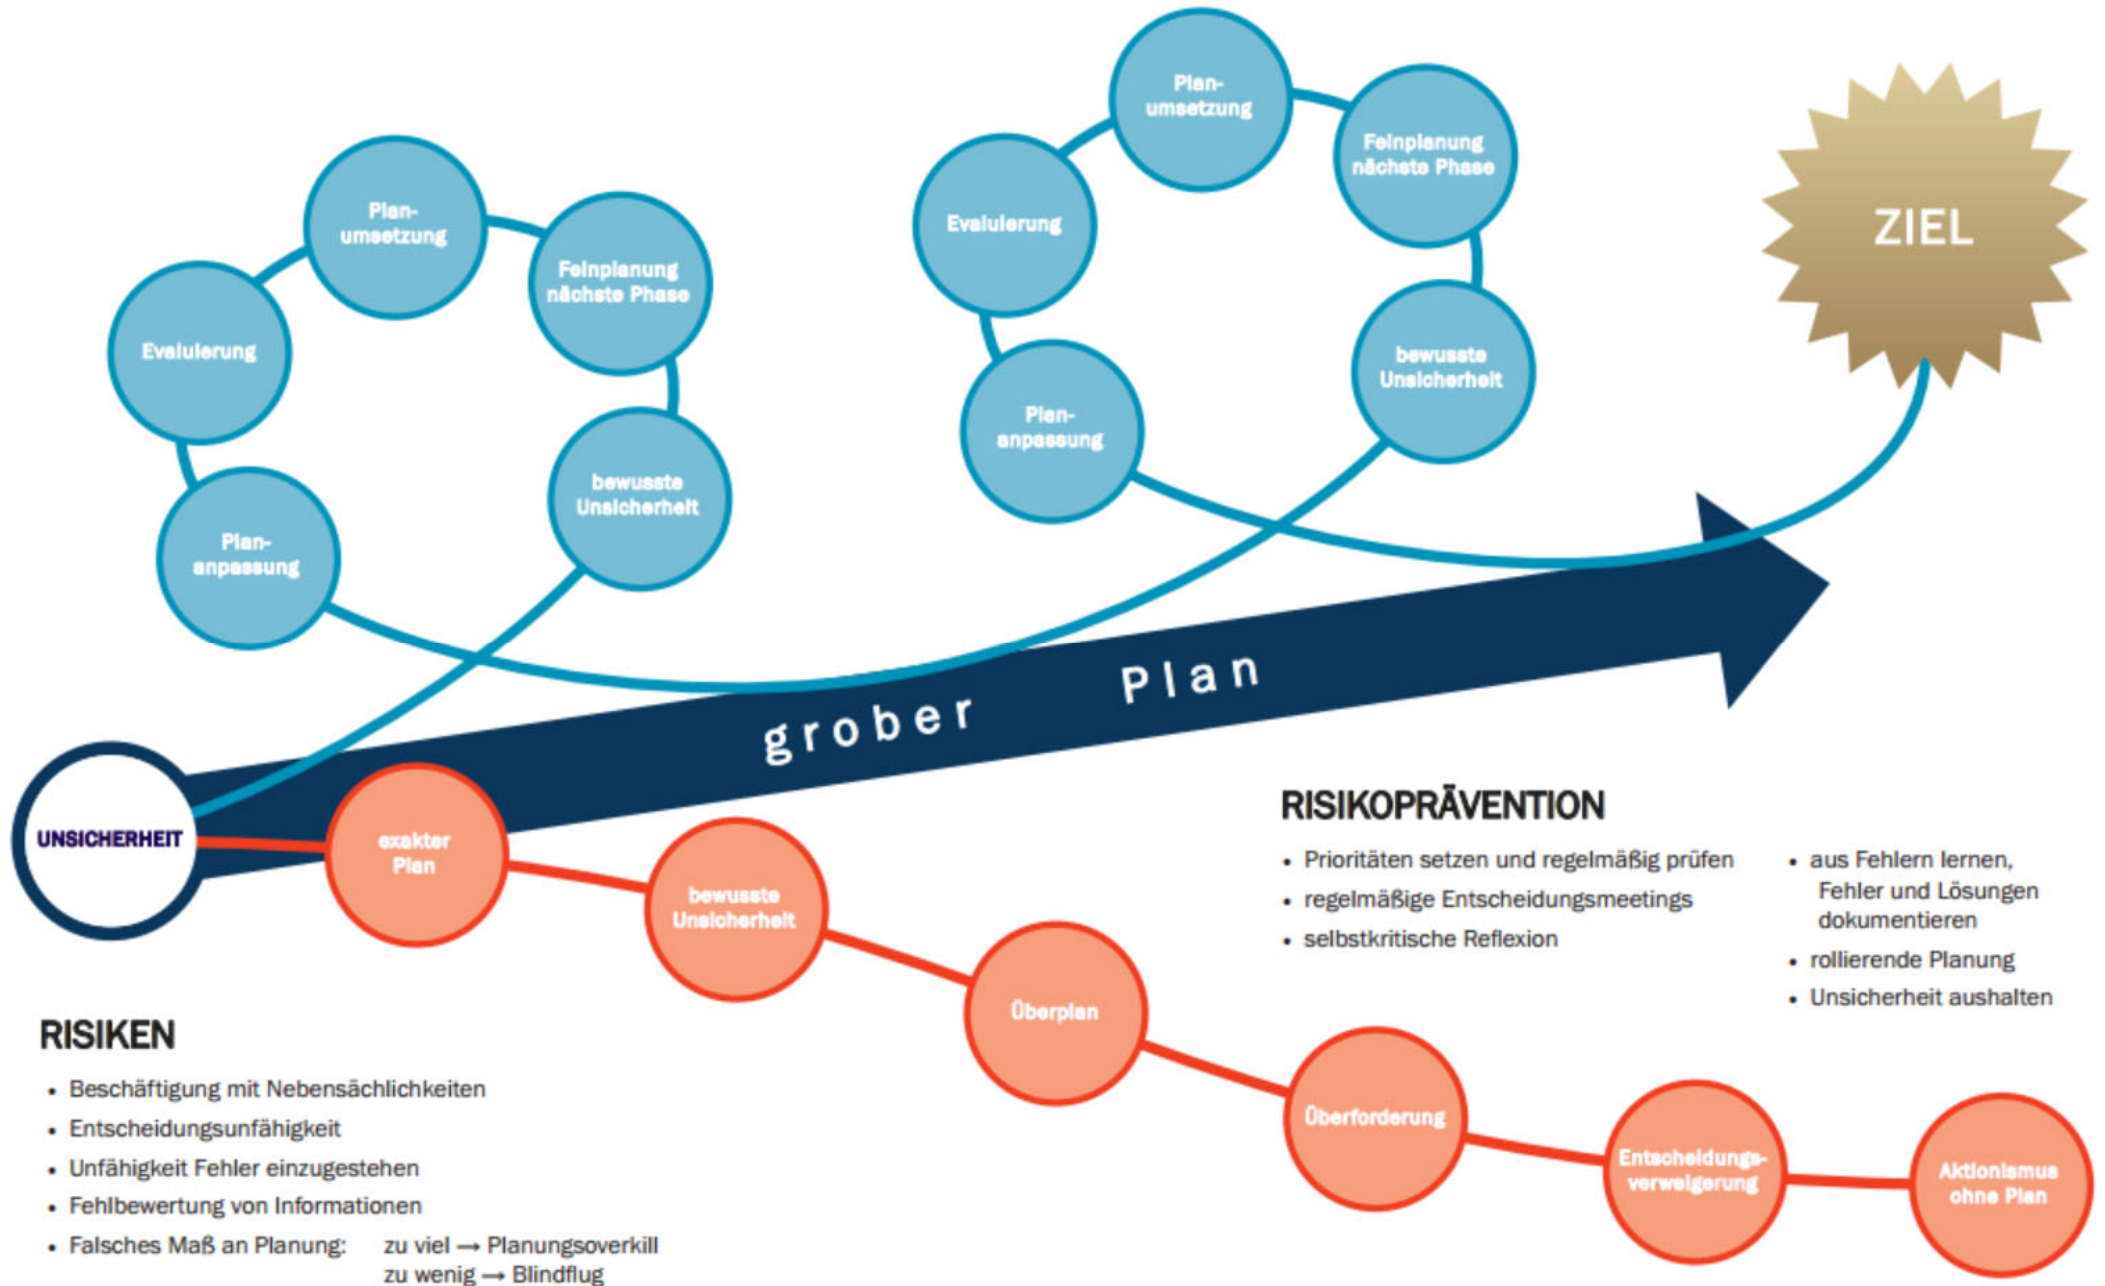 Plan-
umsetzung
Feinplanung
nächste Phase
Evaluierung
bewusste
Unsicherheit
Plan-
anpassung
Plan-
umsetzung
Feinplanung
nächste Phase
Evaluierung
bewusste
Unsicherheit
Plan-
anpassung
ZIEL
grober Plan
UNSICHERHEIT
exakter
Plan
bewusste
Unsicherheit
Überplan
Überforderung
Entscheidungs-
verweigerung
Aktionismus
ohne Plan
RISIKOPRÄVENTION
• Prioritäten setzen und regelmäßig prüfen
• regelmäßige Entscheidungsmeetings
• selbstkritische Reflexion
• aus Fehlern lernen,
Fehler und Lösungen
dokumentieren
• rollierende Planung
• Unsicherheit aushalten
RISIKEN
• Beschäftigung mit Nebensächlichkeiten
• Entscheidungsunfähigkeit
• Unfähigkeit Fehler einzugestehen
• Fehlbewertung von Informationen
• Falsches Maß an Planung: zu viel → Planungsoverkill
zu wenig → Blindflug